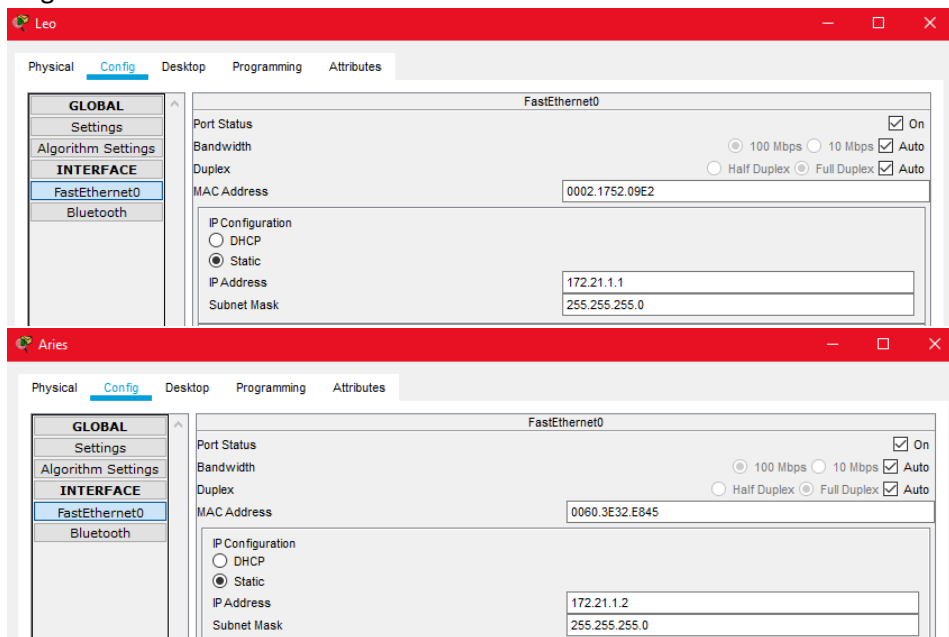 Leo
Physical Config Desktop Programming Attributes
GLOBAL
Settings
Algorithm Settings
INTERFACE
FastEthernet0
Bluetooth
FastEthernet0
Port Status On
Bandwidth 100 Mbps 10 Mbps Auto
Duplex Half Duplex Full Duplex Auto
MAC Address 0002.1752.09E2
IP Configuration
DHCP
Static
IP Address 172.21.1.1
Subnet Mask 255.255.255.0
Aries
Physical Config Desktop Programming Attributes
GLOBAL
Settings
Algorithm Settings
INTERFACE
FastEthernet0
Bluetooth
FastEthernet0
Port Status On
Bandwidth 100 Mbps 10 Mbps Auto
Duplex Half Duplex Full Duplex Auto
MAC Address 0060.3E32.E845
IP Configuration
DHCP
Static
IP Address 172.21.1.2
Subnet Mask 255.255.255.0